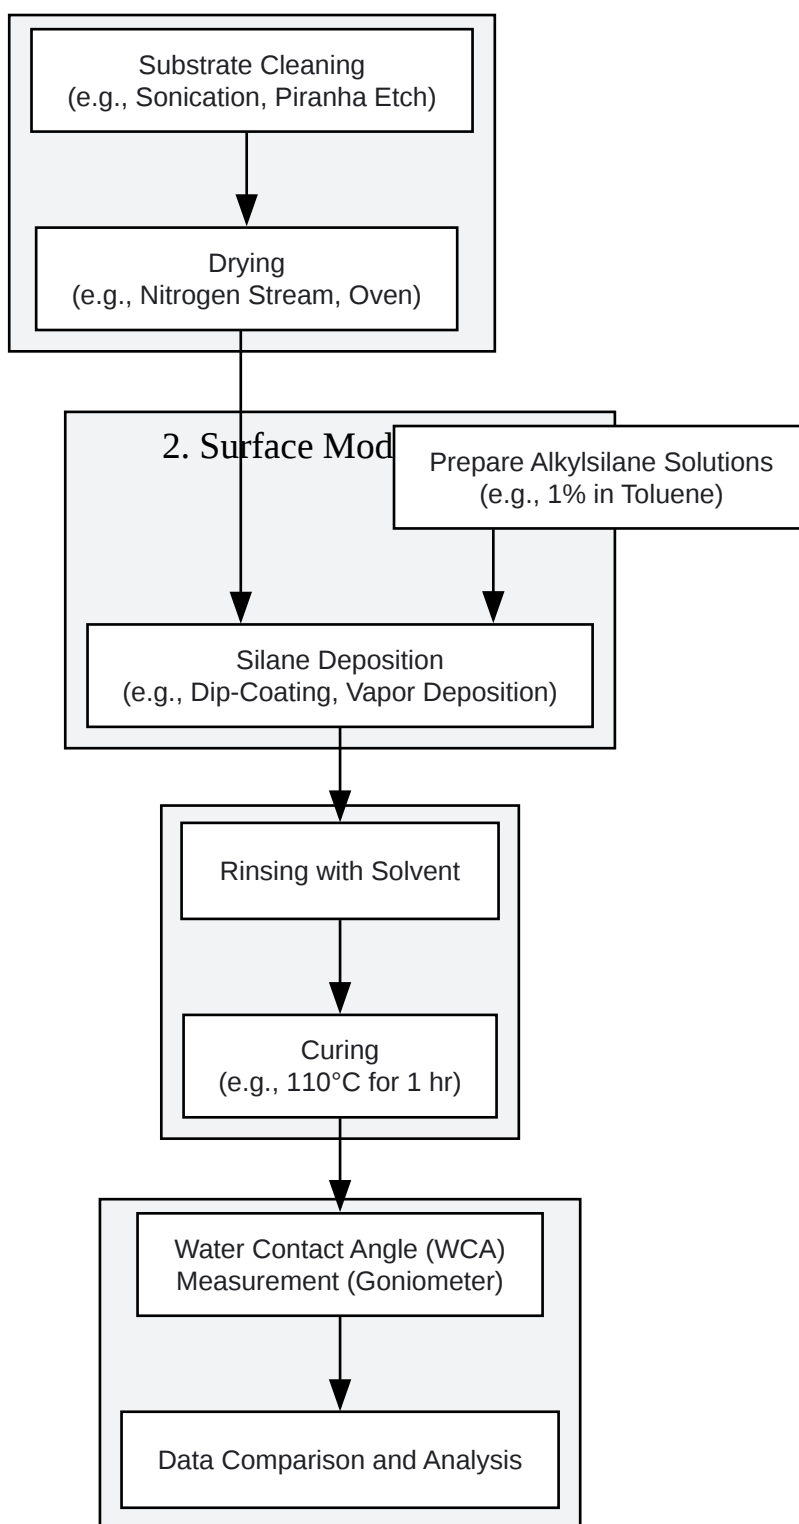 Substrate Cleaning
(e.g., Sonication, Piranha Etch)
Drying
(e.g., Nitrogen Stream, Oven)
2. Surface Mod
Prepare Alkylsilane Solutions
(e.g., 1% in Toluene)
Silane Deposition
(e.g., Dip-Coating, Vapor Deposition)
Rinsing with Solvent
Curing
(e.g., 110°C for 1 hr)
Water Contact Angle (WCA)
Measurement (Goniometer)
Data Comparison and Analysis